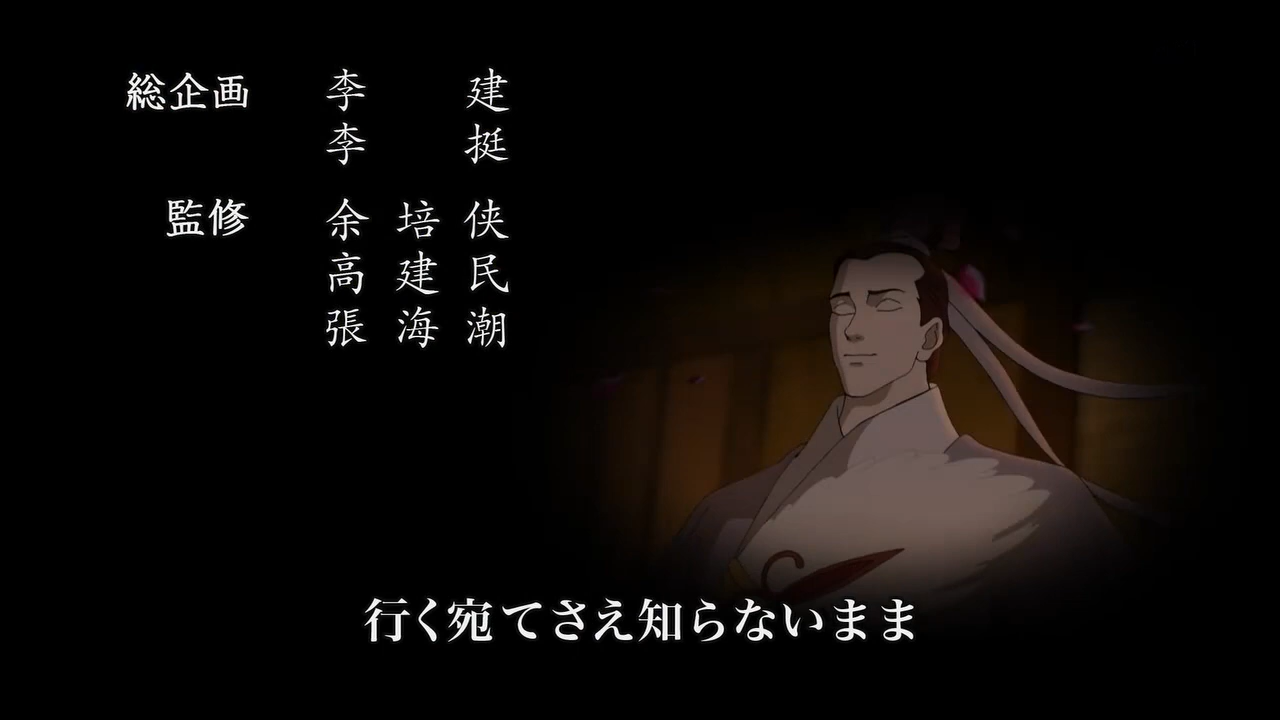 総企画 李 建
李 挺
監修 余 培 侠
高 建 民
張 海 潮
行く宛てさえ知らないまま